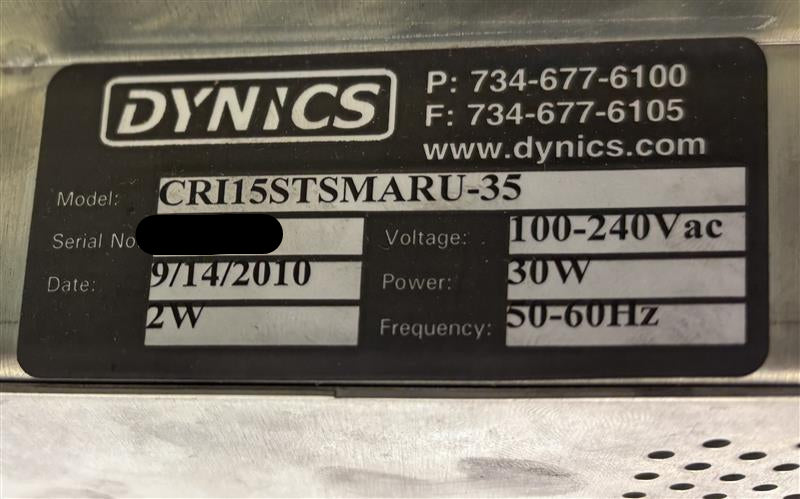 DYNICS
P: 734-677-6100
F: 734-677-6105
www.dynics.com
Model: CRI15STSMARU-35
Serial No
Voltage: 100-240Vac
Date: 9/14/2010
Power: 30W
2W
Frequency: 50-60Hz